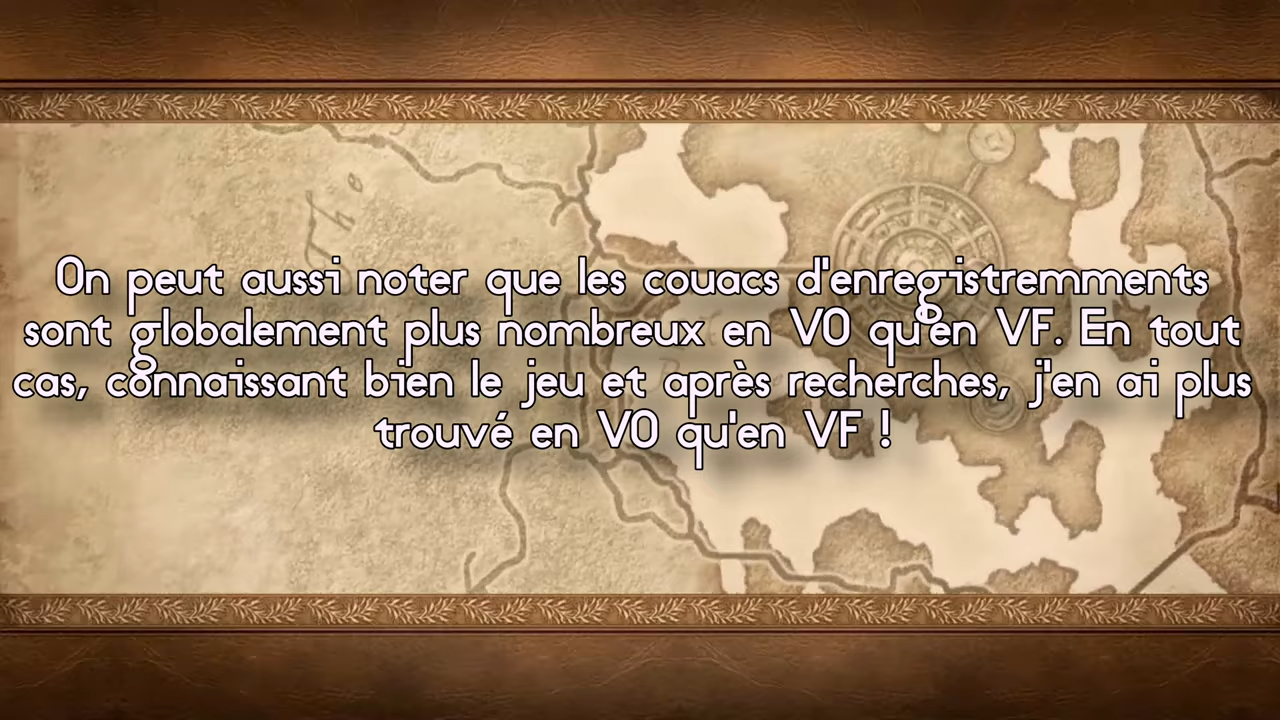 On peut aussi noter que les couacs d'enregistremments
sont globalement plus nombreux en VO qu'en VF. En tout
cas, connaissant bien le jeu et après recherches, j'en ai plus
trouvé en VO qu'en VF !